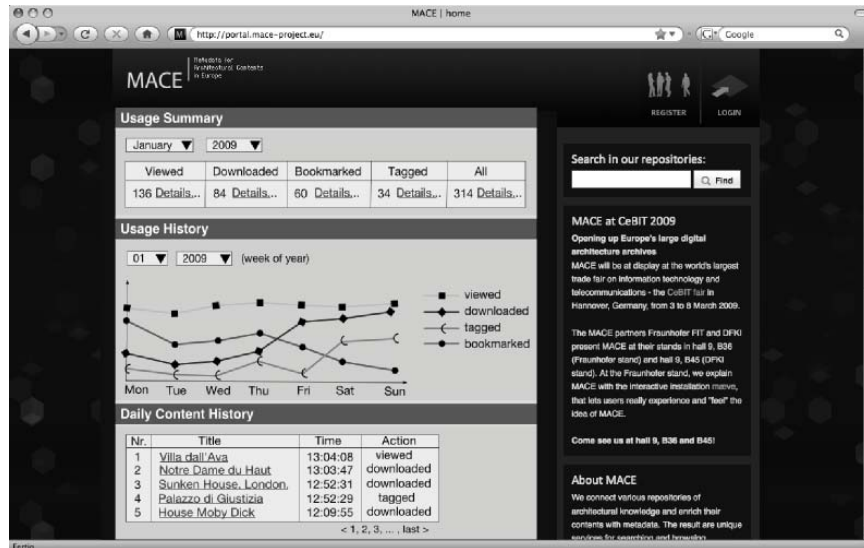 MACE | home
http://portal.mace-project.eu/
Google
MACE
Metadata for
Architectural Contents
in Europe
REGISTER
LOGIN
Usage Summary
January 2009
Viewed Downloaded Bookmarked Tagged All
136 Details... 84 Details... 60 Details... 34 Details... 314 Details...
Usage History
01 2009 (week of year)
viewed
downloaded
tagged
bookmarked
Mon Tue Wed Thu Fri Sat Sun
Daily Content History
Nr. Title Time Action
1 Villa dall'Ava 13:04:08 viewed
2 Notre Dame du Haut 13:03:47 downloaded
3 Sunken House, London, 12:52:31 downloaded
4 Palazzo di Giustizia 12:52:29 tagged
5 House Moby Dick 12:09:55 downloaded
< 1, 2, 3, ... , last >
Search in our repositories:
Find
MACE at CeBIT 2009
Opening up Europe's large digital
architecture archives
MACE will be at display at the world's largest
trade fair on information technology and
telecommunications - the CeBIT fair in
Hannover, Germany, from 3 to 8 March 2009.
The MACE partners Fraunhofer FIT and DFKI
present MACE at their stands in hall 9, B36
(Fraunhofer stand) and hall 9, B45 (DFKI
stand). At the Fraunhofer stand, we explain
MACE with the interactive installation mæve,
that lets users really experience and "feel" the
idea of MACE.
Come see us at hall 9, B36 and B45!
About MACE
We connect various repositories of
architectural knowledge and enrich their
contents with metadata. The result are unique
services for searching and browsing
Fertig